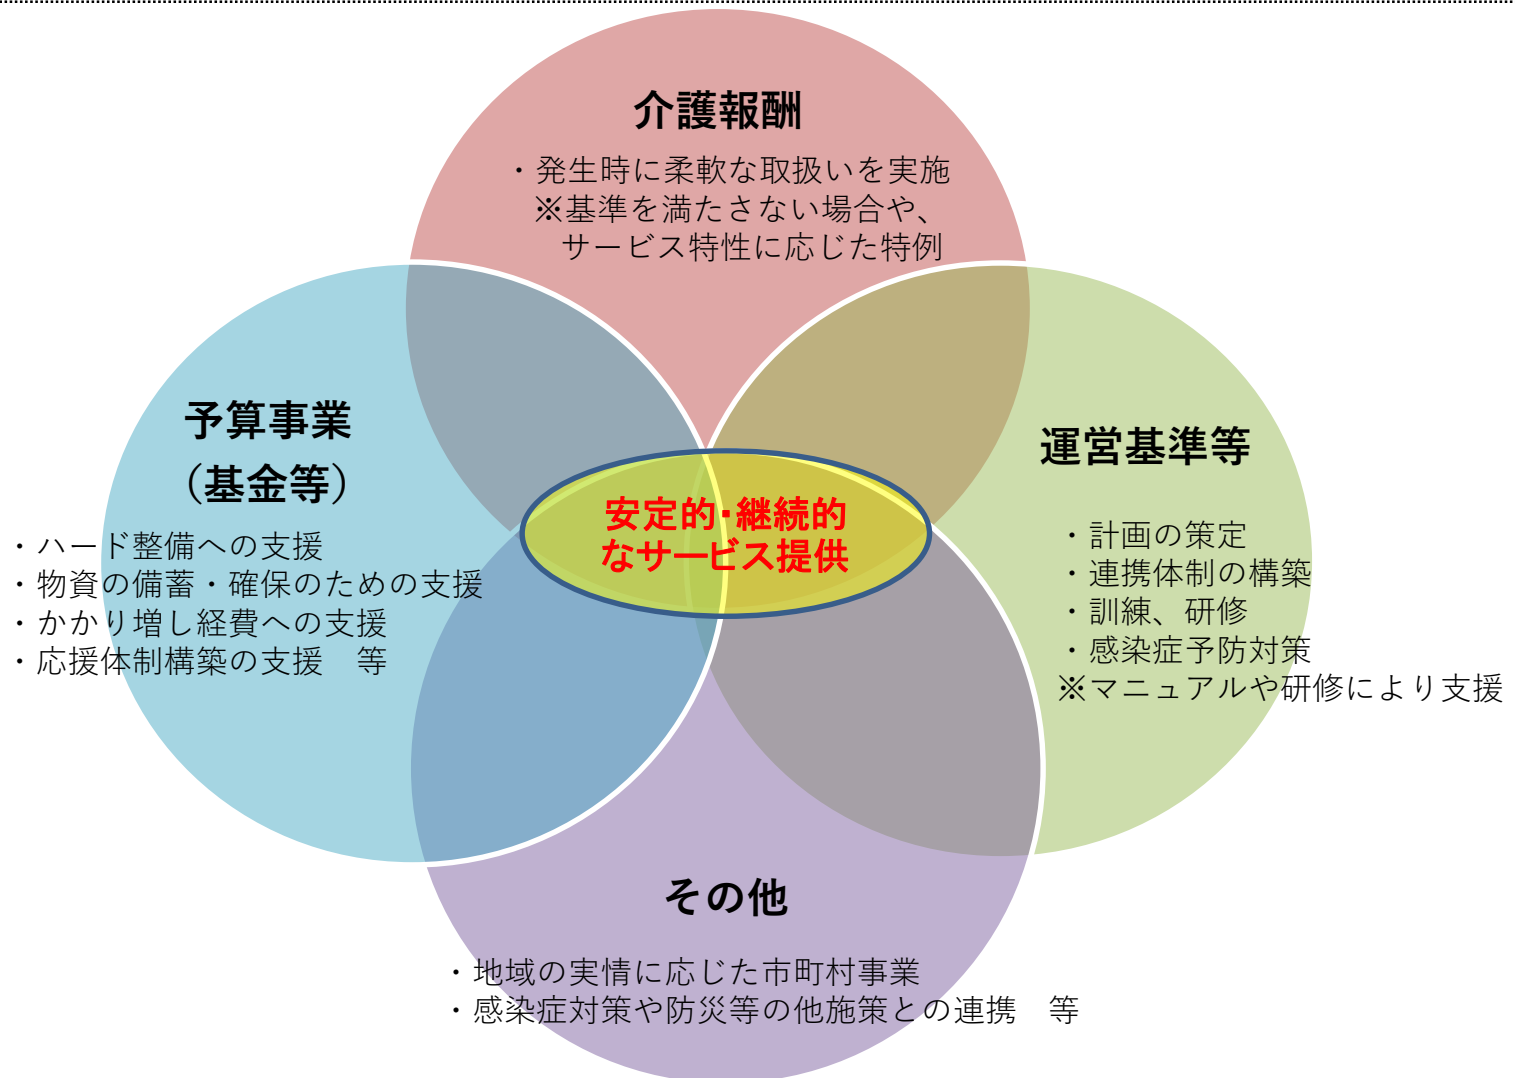 介護報酬
・発生時に柔軟な取扱いを実施
※基準を満たさない場合や、
サービス特性に応じた特例
予算事業
（基金等）
・ハード整備への支援
・物資の備蓄・確保のための支援
・かかり増し経費への支援
・応援体制構築の支援　等
安定的・継続的
なサービス提供
運営基準等
・計画の策定
・連携体制の構築
・訓練、研修
・感染症予防対策
※マニュアルや研修により支援
その他
・地域の実情に応じた市町村事業
・感染症対策や防災等の他施策との連携　等